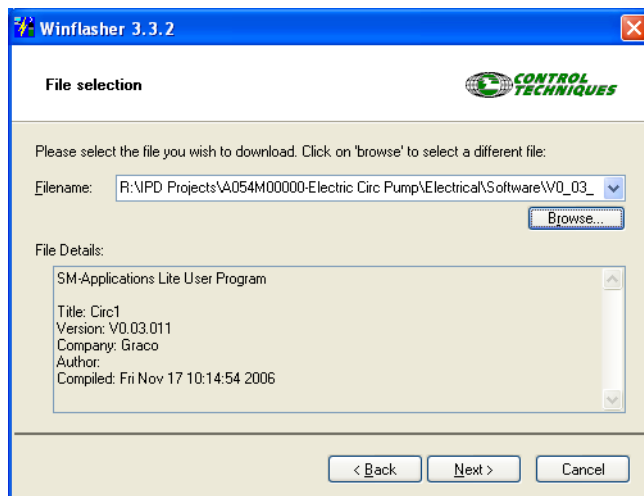 Winflasher 3.3.2
File selection
CONTROL
TECHNIQUES
Please select the file you wish to download. Click on 'browse' to select a different file:
Filename: R:\IPD Projects\A054M00000-Electric Circ Pump\Electrical\Software\V0_03_
Browse...
File Details:
SM-Applications Lite User Program
Title: Circ1
Version: V0.03.011
Company: Graco
Author:
Compiled: Fri Nov 17 10:14:54 2006
< Back Next > Cancel